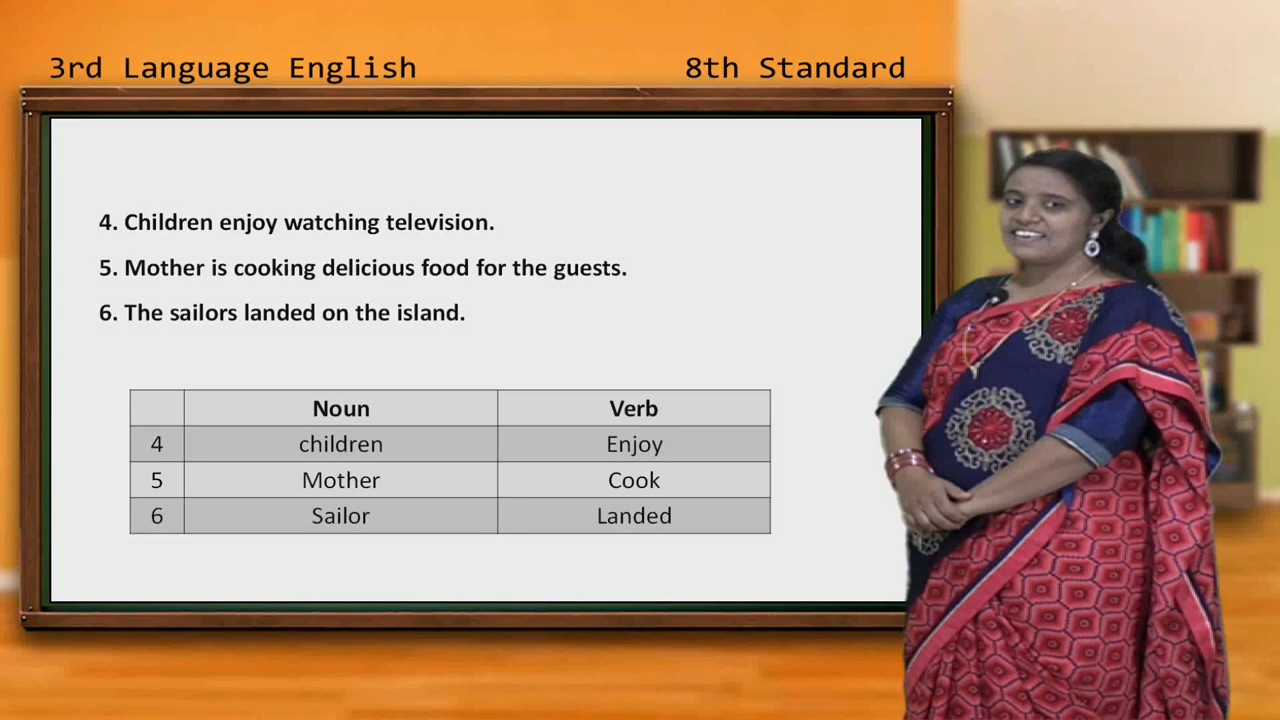 3rd Language English 8th Standard
4. Children enjoy watching television.
5. Mother is cooking delicious food for the guests.
6. The sailors landed on the island.
Noun Verb
4 children Enjoy
5 Mother Cook
6 Sailor Landed